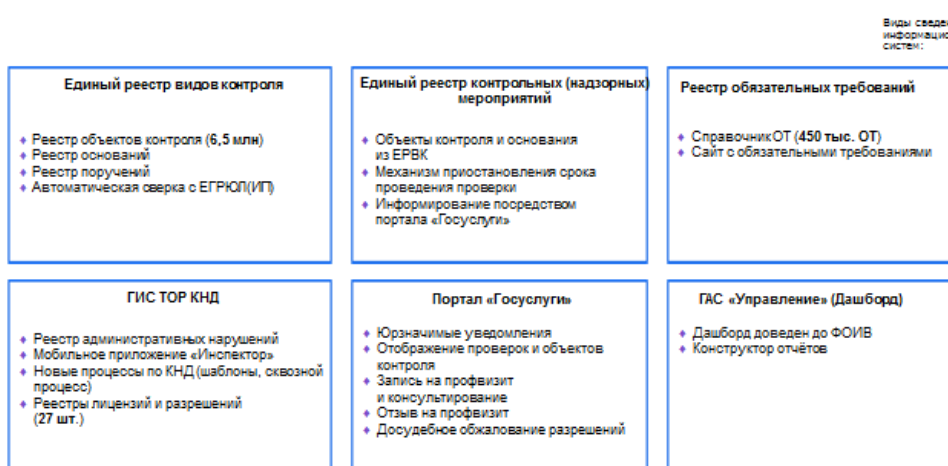 Виды
информацио
систем:
Единый реестр видов контроля
♦ Реестр объектов контроля (6,5 млн)
♦ Реестр оснований
♦ Реестр поручений
♦ Автоматическая сверка с ЕГРЮЛ(ИП)
Единый реестр контрольных (надзорных)
мероприятий
♦ Объекты контроля и основания
из ЕРВК
♦ Механизм приостановления срока
проведения проверки
♦ Информирование посредством
портала «Госуслуги»
Реестр обязательных требований
♦ Справочник ОТ (450 тыс. ОТ)
♦ Сайт с обязательными требованиями
ГИС ТОР КНД
♦ Реестр административных нарушений
♦ Мобильное приложение «Инспектор»
♦ Новые процессы по КНД (шаблоны, сквозной
процесс)
♦ Реестры лицензий и разрешений
(27 шт.)
Портал «Госуслуги»
♦ Юрзначимые уведомления
♦ Отображение проверок и объектов
контроля
♦ Запись на профвизит
и консультирование
♦ Отзыв на профвизит
♦ Досудебное обжалование разрешений
ГАС «Управление» (Дашборд)
♦ Дашборд доведен до ФОИВ
♦ Конструктор отчётов